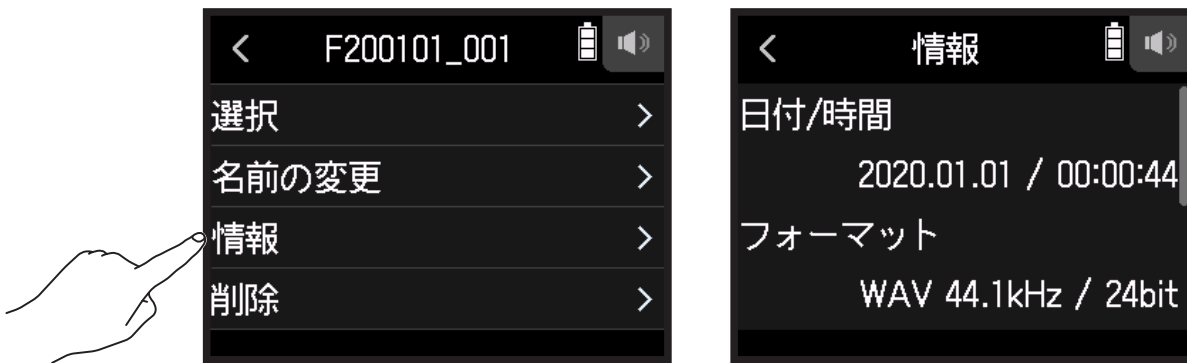 F200101_001
選択
名前の変更
情報
削除
情報
日付/時間
2020.01.01 / 00:00:44
フォーマット
WAV 44.1kHz / 24bit